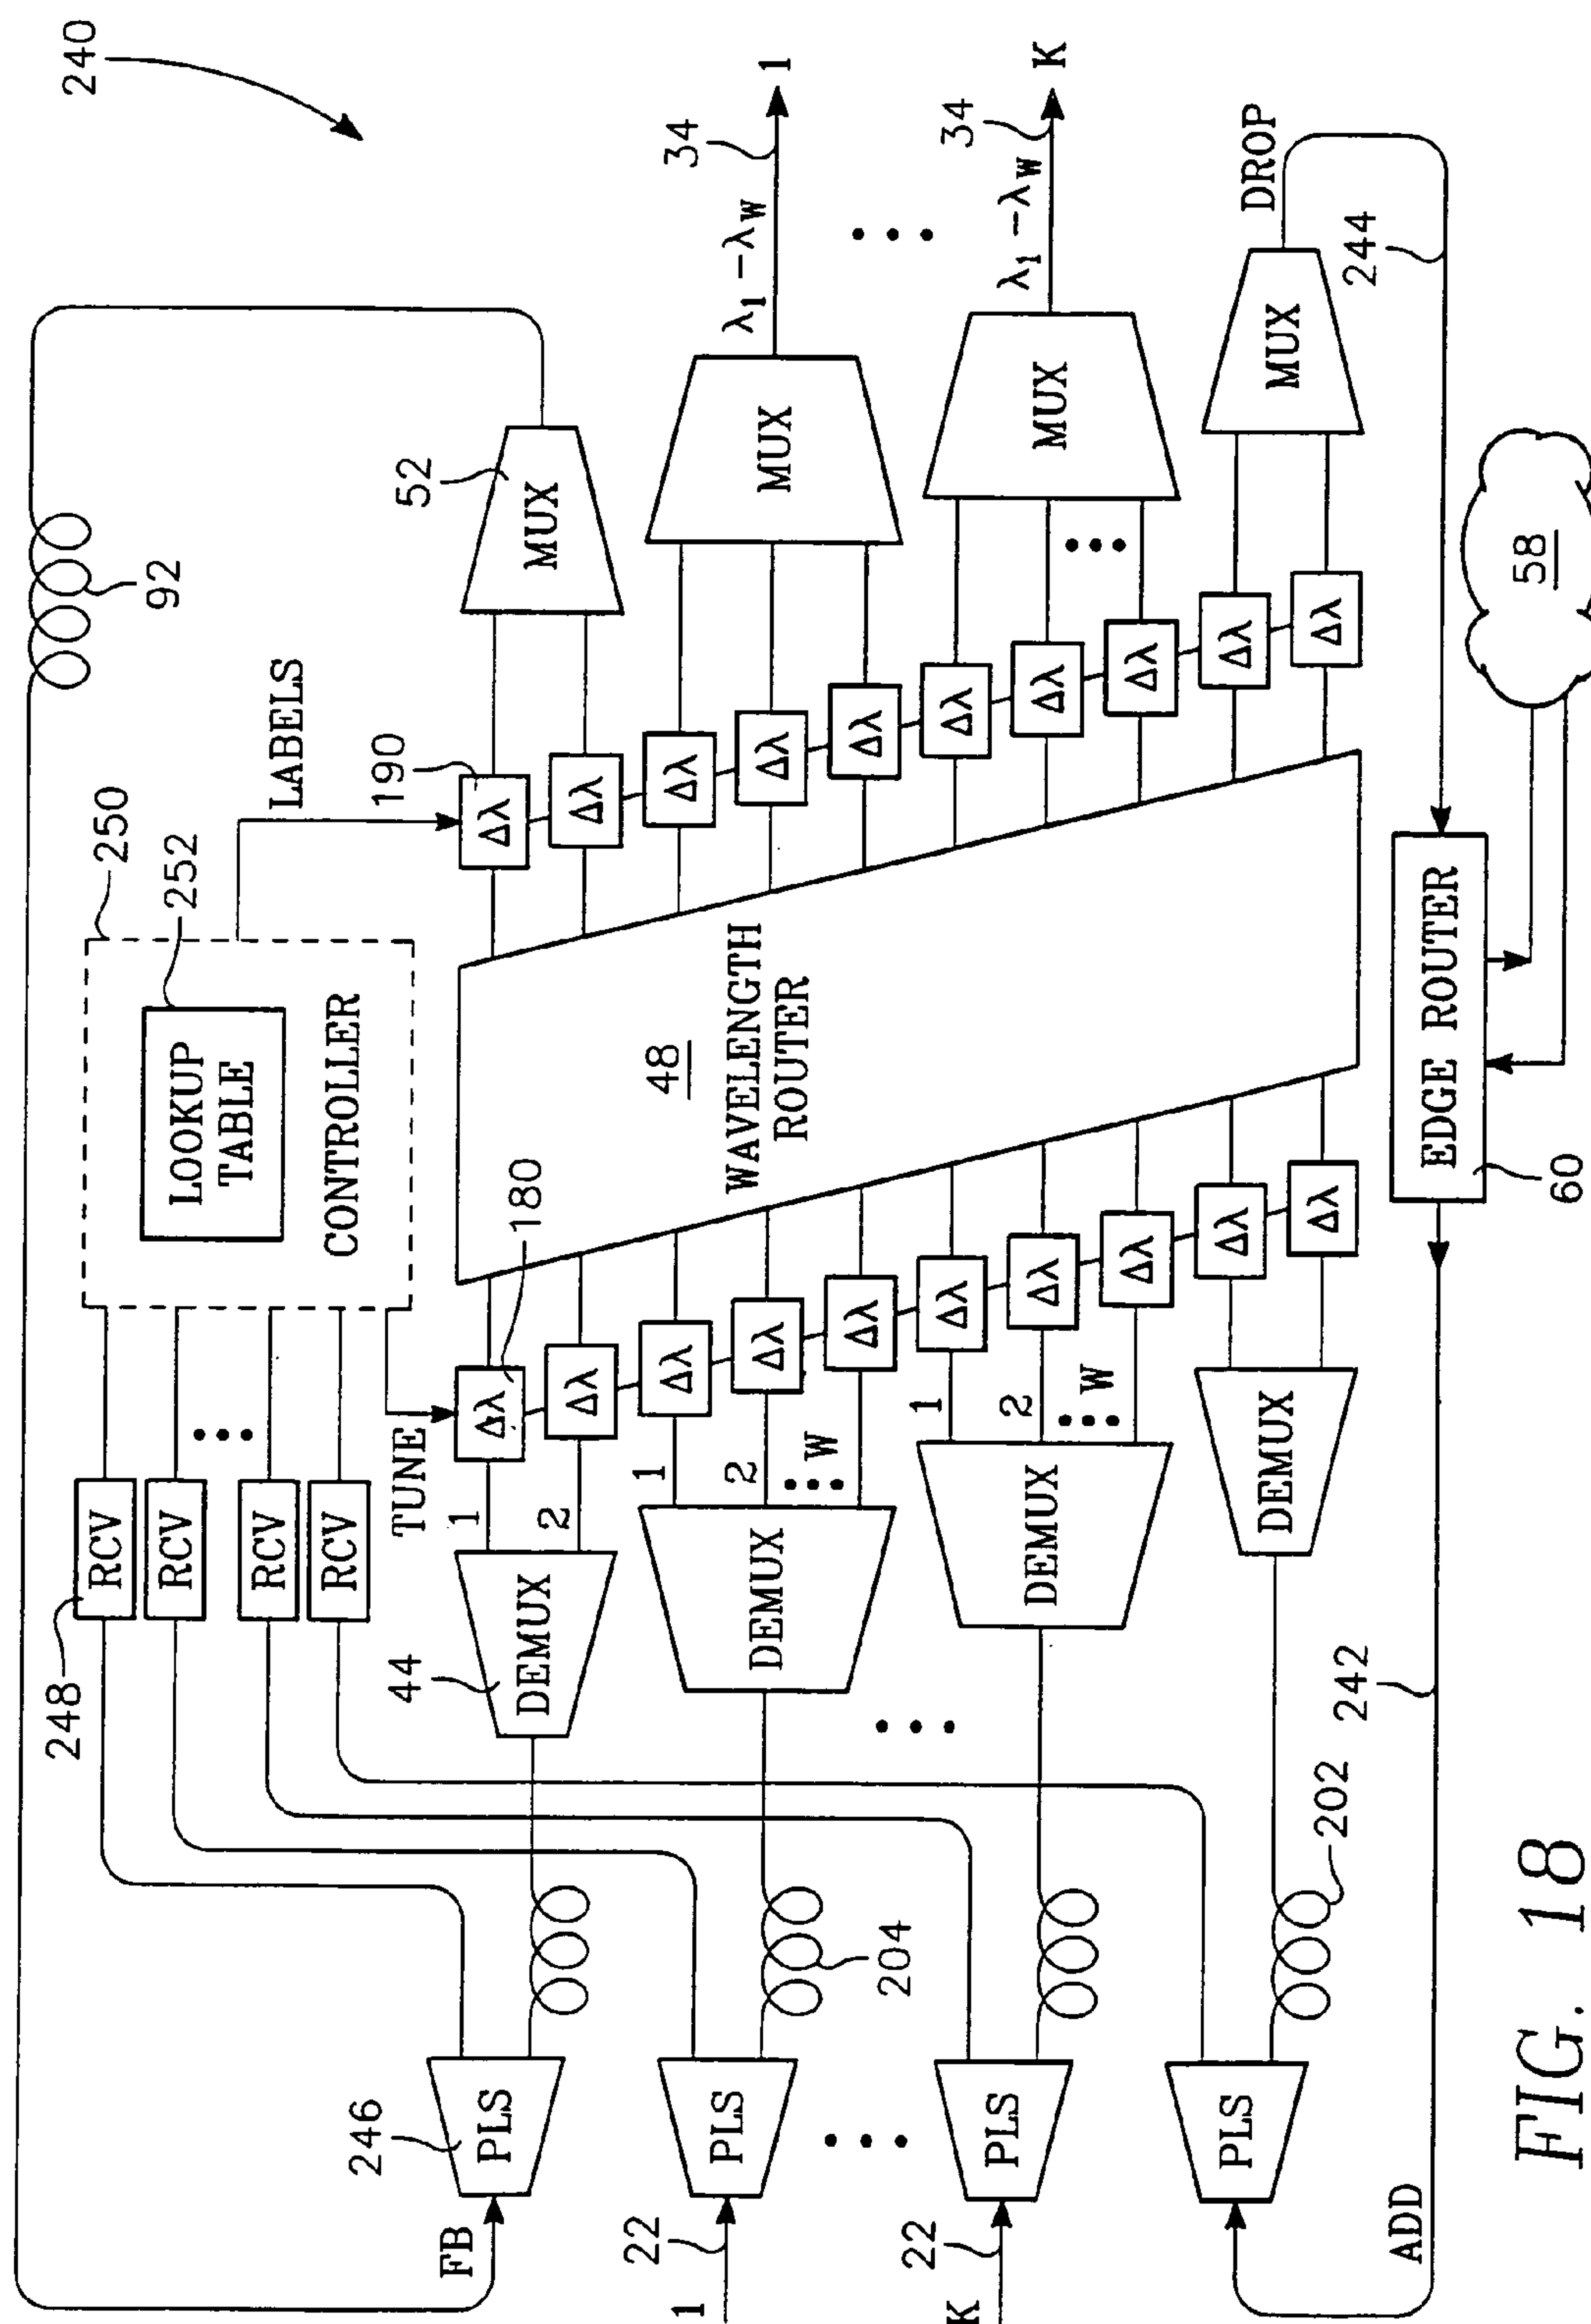 240
248
RCV
250
RCV
LOOKUP
TABLE
252
92
RCV
LABELS
RCV
CONTROLLER
246
190
44
TUNE
52
FB
PLS
DEMUX
1
Δλ
180
Δλ
MUX
2
Δλ
Δλ
22
1
Δλ
48
Δλ
34
1
PLS
DEMUX
2
Δλ
WAVELENGTH
ROUTER
Δλ
MUX
λ1 –λW
1
W
Δλ
Δλ
204
22
1
Δλ
Δλ
34
K
PLS
DEMUX
2
Δλ
Δλ
MUX
λ1 –λW
K
W
Δλ
Δλ
PLS
DEMUX
Δλ
Δλ
MUX
DROP
Δλ
Δλ
202
242
244
ADD
EDGE ROUTER
58
60
FIG. 18